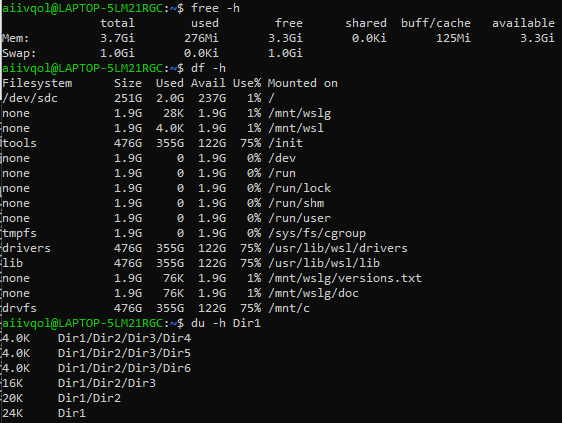 aiivqol@LAPTOP-5LM21RGC:~$ free -h
              total        used        free      shared  buff/cache   available
Mem:          3.7Gi       276Mi       3.3Gi       0.0Ki       125Mi       3.3Gi
Swap:         1.0Gi       0.0Ki       1.0Gi
aiivqol@LAPTOP-5LM21RGC:~$ df -h
Filesystem      Size  Used Avail Use% Mounted on
/dev/sdc        251G  2.0G  237G   1% /
none            1.9G   28K  1.9G   1% /mnt/wslg
none            1.9G  4.0K  1.9G   1% /mnt/wsl
tools           476G  355G  122G  75% /init
none            1.9G     0  1.9G   0% /dev
none            1.9G     0  1.9G   0% /run
none            1.9G     0  1.9G   0% /run/lock
none            1.9G     0  1.9G   0% /run/shm
none            1.9G     0  1.9G   0% /run/user
tmpfs           1.9G     0  1.9G   0% /sys/fs/cgroup
drivers         476G  355G  122G  75% /usr/lib/wsl/drivers
lib             476G  355G  122G  75% /usr/lib/wsl/lib
none            1.9G   76K  1.9G   1% /mnt/wslg/versions.txt
none            1.9G   76K  1.9G   1% /mnt/wslg/doc
drvfs           476G  355G  122G  75% /mnt/c
aiivqol@LAPTOP-5LM21RGC:~$ du -h Dir1
4.0K    Dir1/Dir2/Dir3/Dir4
4.0K    Dir1/Dir2/Dir3/Dir5
4.0K    Dir1/Dir2/Dir3/Dir6
16K     Dir1/Dir2/Dir3
20K     Dir1/Dir2
24K     Dir1